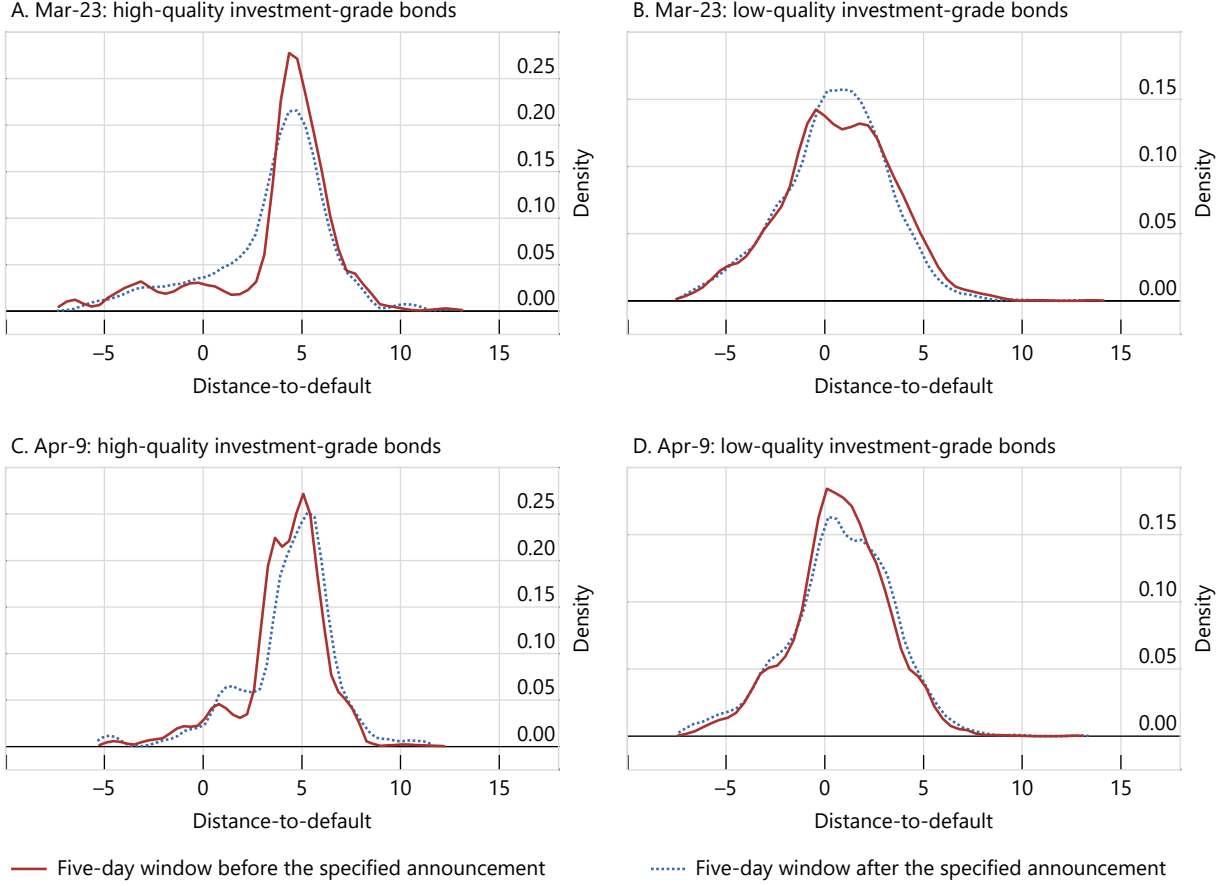 A. Mar-23: high-quality investment-grade bonds
0.25
0.20
0.15
0.10
0.05
0.00
Density
−5 0 5 10 15
Distance-to-default
B. Mar-23: low-quality investment-grade bonds
0.15
0.10
0.05
0.00
Density
−5 0 5 10 15
Distance-to-default
C. Apr-9: high-quality investment-grade bonds
0.25
0.20
0.15
0.10
0.05
0.00
Density
−5 0 5 10 15
Distance-to-default
D. Apr-9: low-quality investment-grade bonds
0.15
0.10
0.05
0.00
Density
−5 0 5 10 15
Distance-to-default
Five-day window before the specified announcement
Five-day window after the specified announcement